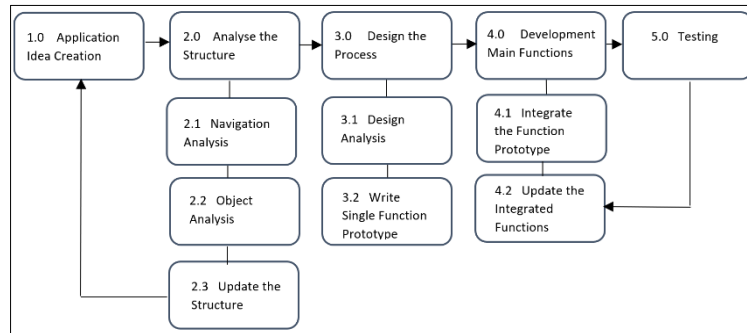 1.0 Application
Idea Creation
2.0 Analyse the
Structure
3.0 Design the
Process
4.0 Development
Main Functions
5.0 Testing
2.1 Navigation
Analysis
3.1 Design
Analysis
4.1 Integrate
the Function
Prototype
2.2 Object
Analysis
3.2 Write
Single Function
Prototype
4.2 Update the
Integrated
Functions
2.3 Update the
Structure